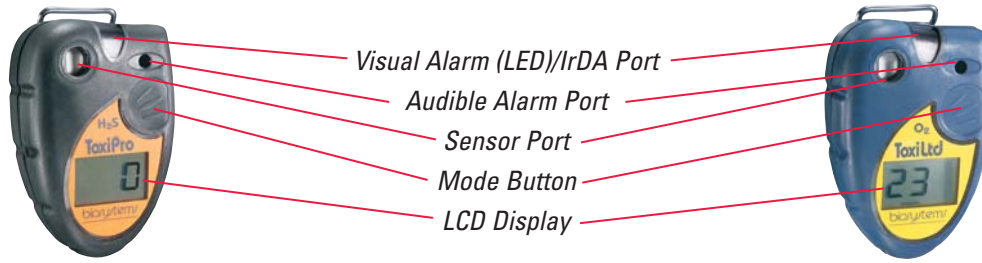 Visual Alarm (LED)/IrDA Port
Audible Alarm Port
Sensor Port
Mode Button
LCD Display
H₂S
ToxiPro
0
biosystems
O₂
ToxiLtd
23
biosystems